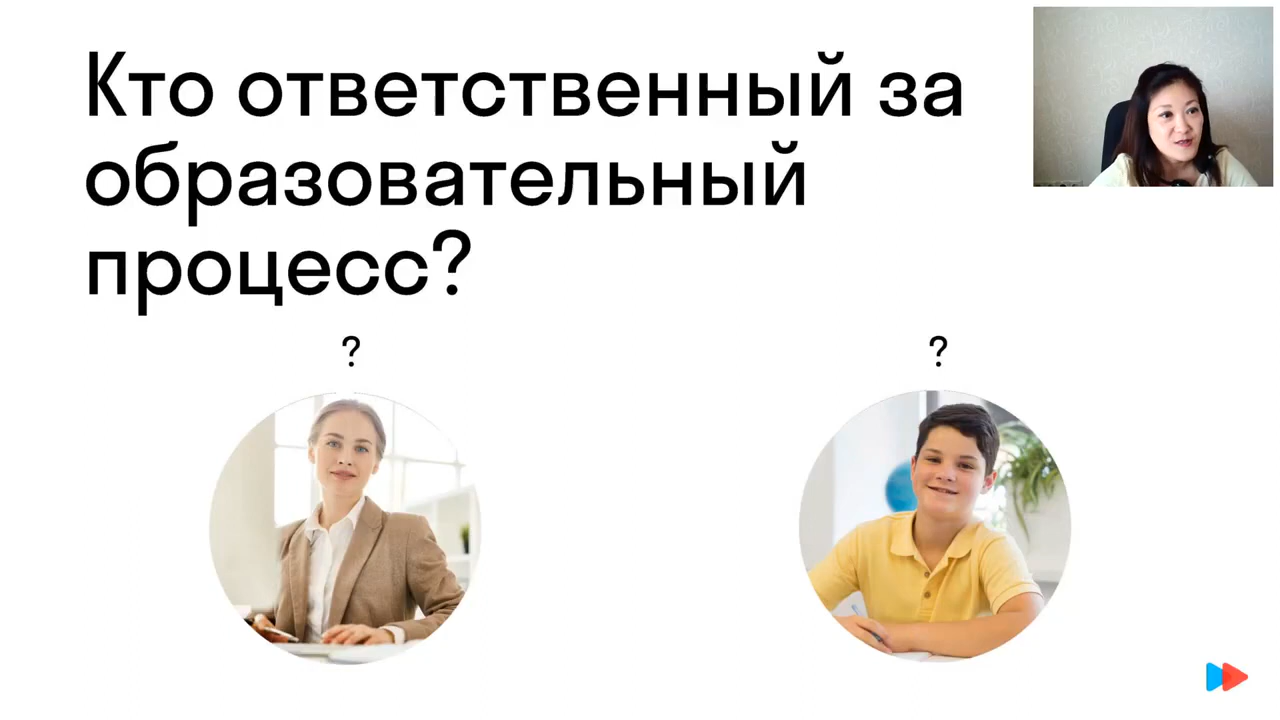 Кто ответственный за
образовательный
процесс?
? ?